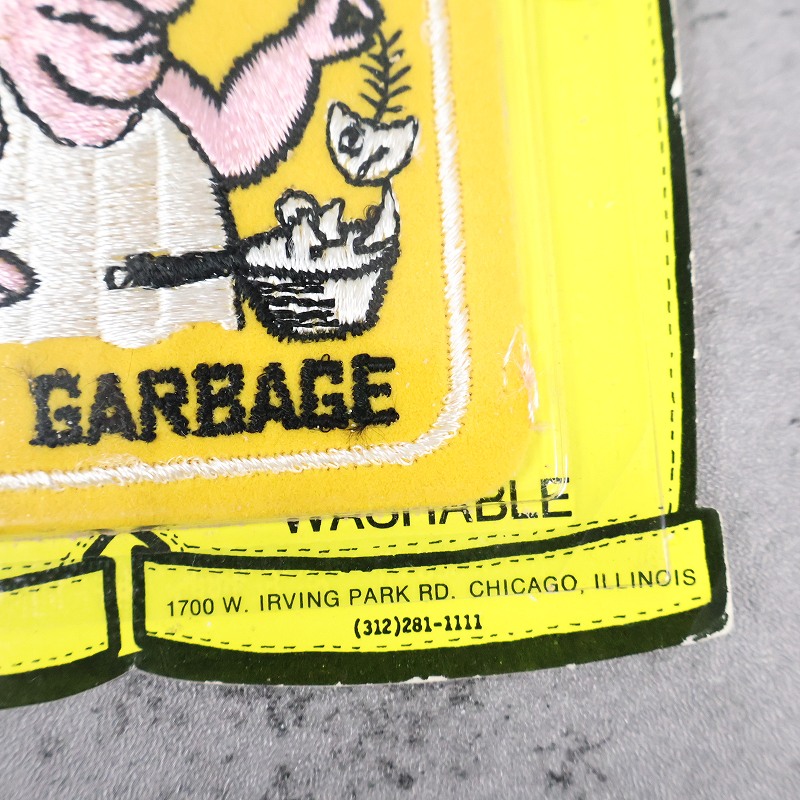 GARBAGE
WASHABLE
1700 W. IRVING PARK RD. CHICAGO, ILLINOIS
(312)281-1111